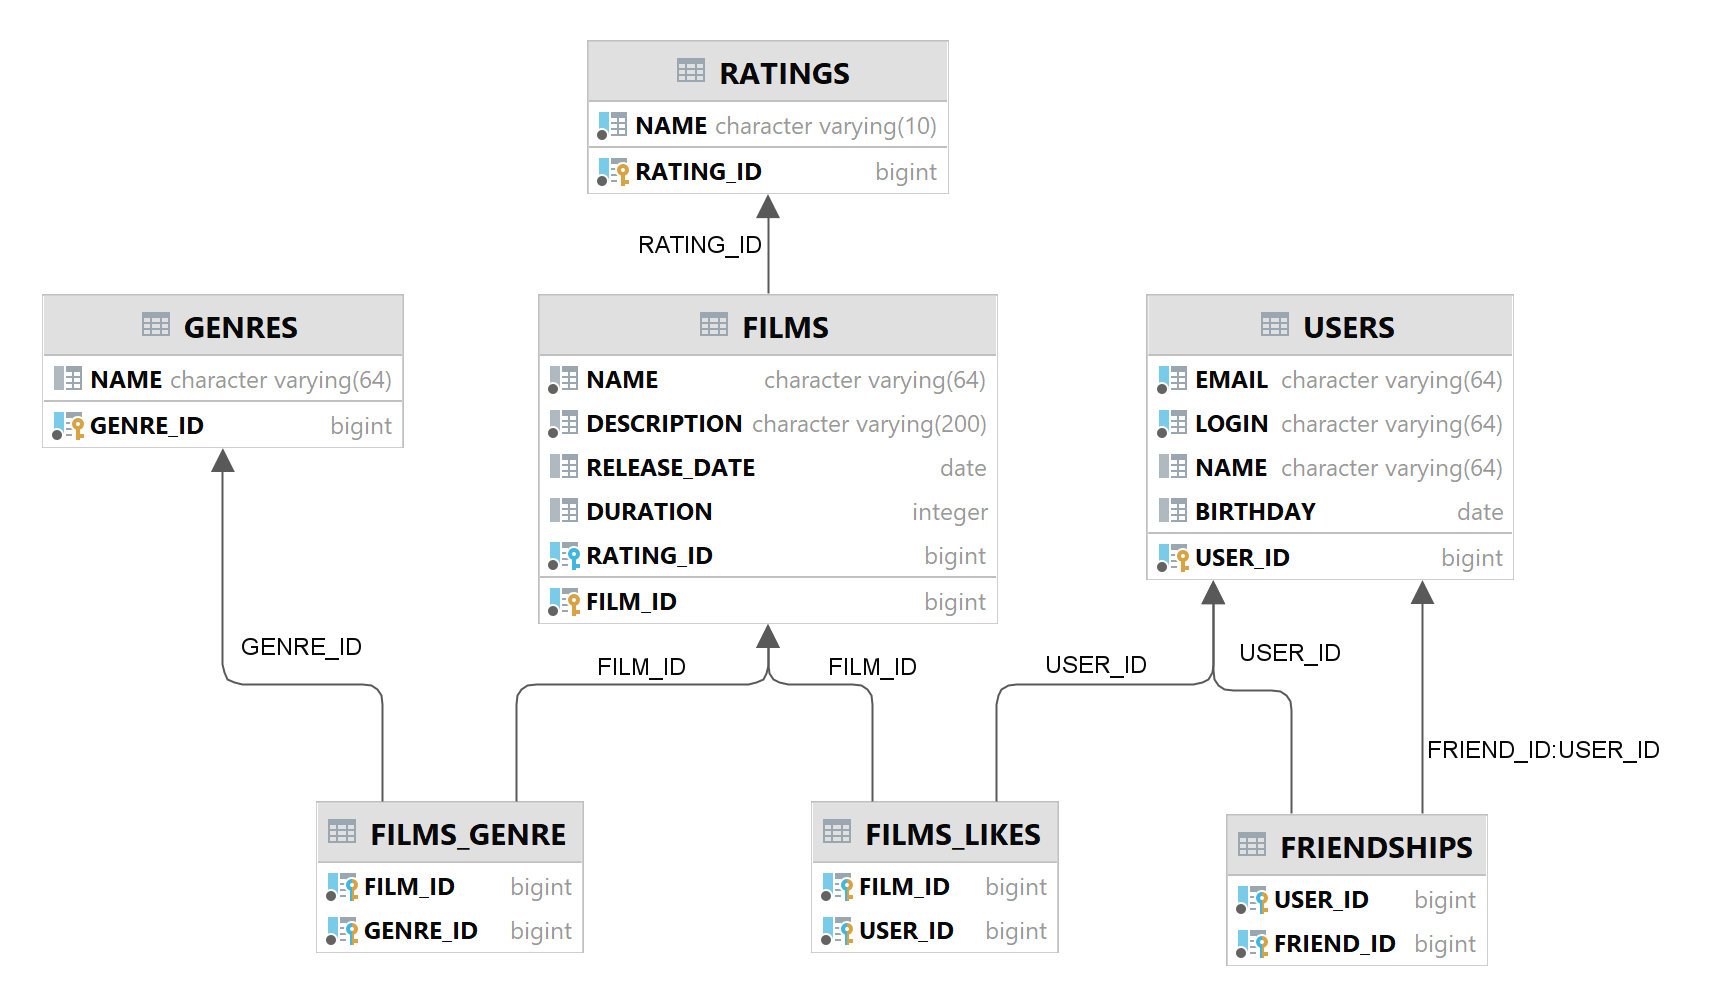 RATINGS
NAME character varying(10)
RATING_ID bigint
RATING_ID
GENRES
NAME character varying(64)
GENRE_ID bigint
FILMS
NAME character varying(64)
DESCRIPTION character varying(200)
RELEASE_DATE date
DURATION integer
RATING_ID bigint
FILM_ID bigint
USERS
EMAIL character varying(64)
LOGIN character varying(64)
NAME character varying(64)
BIRTHDAY date
USER_ID bigint
GENRE_ID
FILM_ID
FILM_ID
USER_ID
USER_ID
FRIEND_ID:USER_ID
FILMS_GENRE
FILM_ID bigint
GENRE_ID bigint
FILMS_LIKES
FILM_ID bigint
USER_ID bigint
FRIENDSHIPS
USER_ID bigint
FRIEND_ID bigint